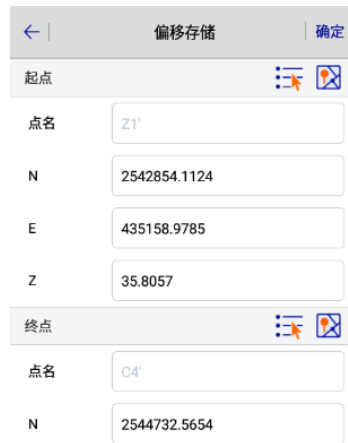 偏移存储
确定
起点
点名 Z1'
N 2542854.1124
E 435158.9785
Z 35.8057
终点
点名 C4'
N 2544732.5654